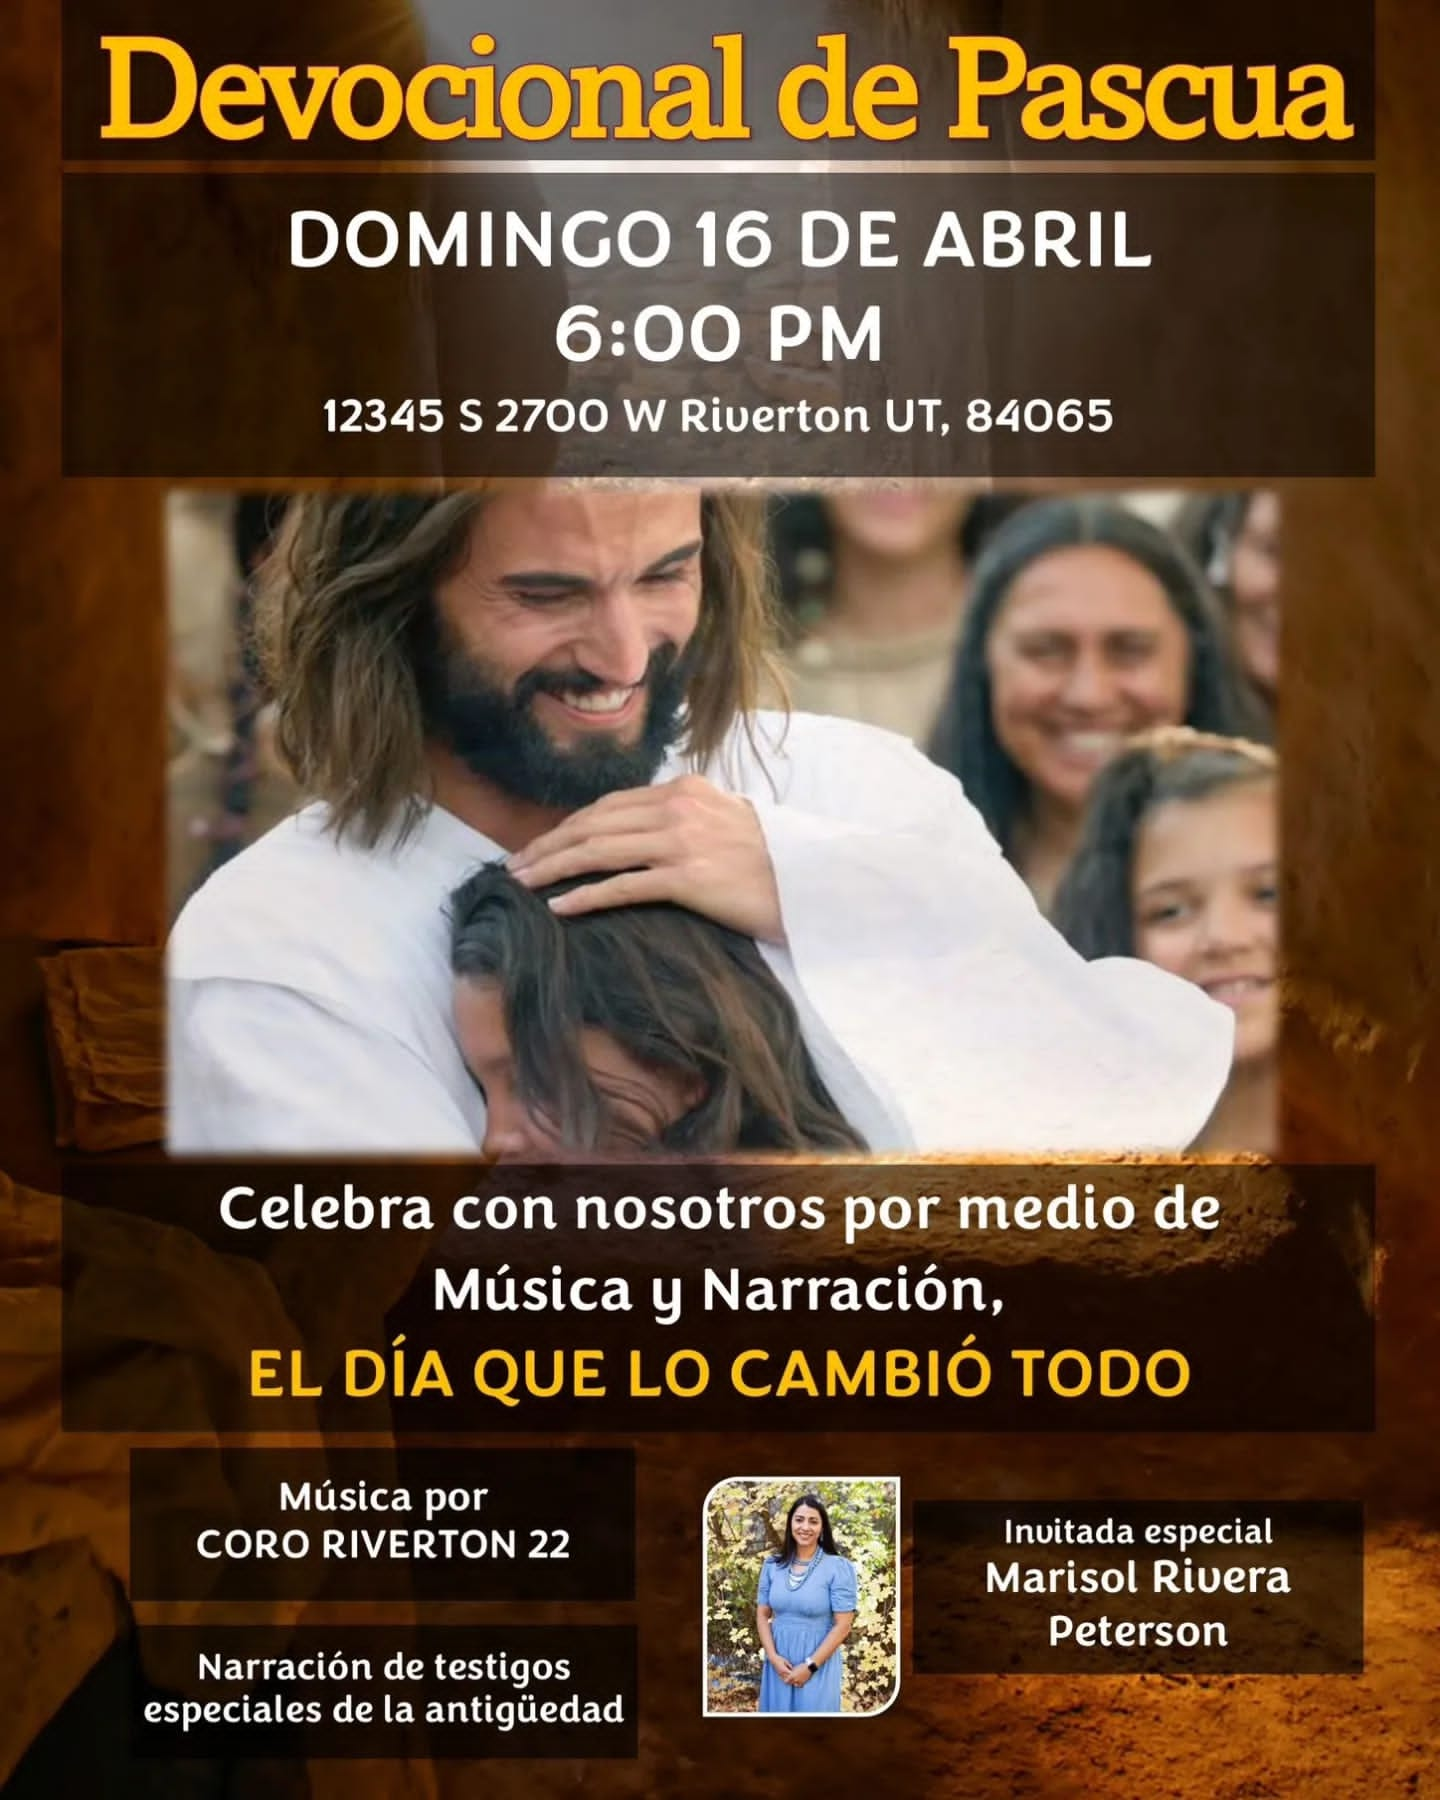 Devocional de Pascua
DOMINGO 16 DE ABRIL
6:00 PM
12345 S 2700 W Riverton UT, 84065
Celebra con nosotros por medio de
Música y Narración,
EL DÍA QUE LO CAMBIÓ TODO
Música por
CORO RIVERTON 22
Narración de testigos
especiales de la antigüedad
Invitada especial
Marisol Rivera
Peterson